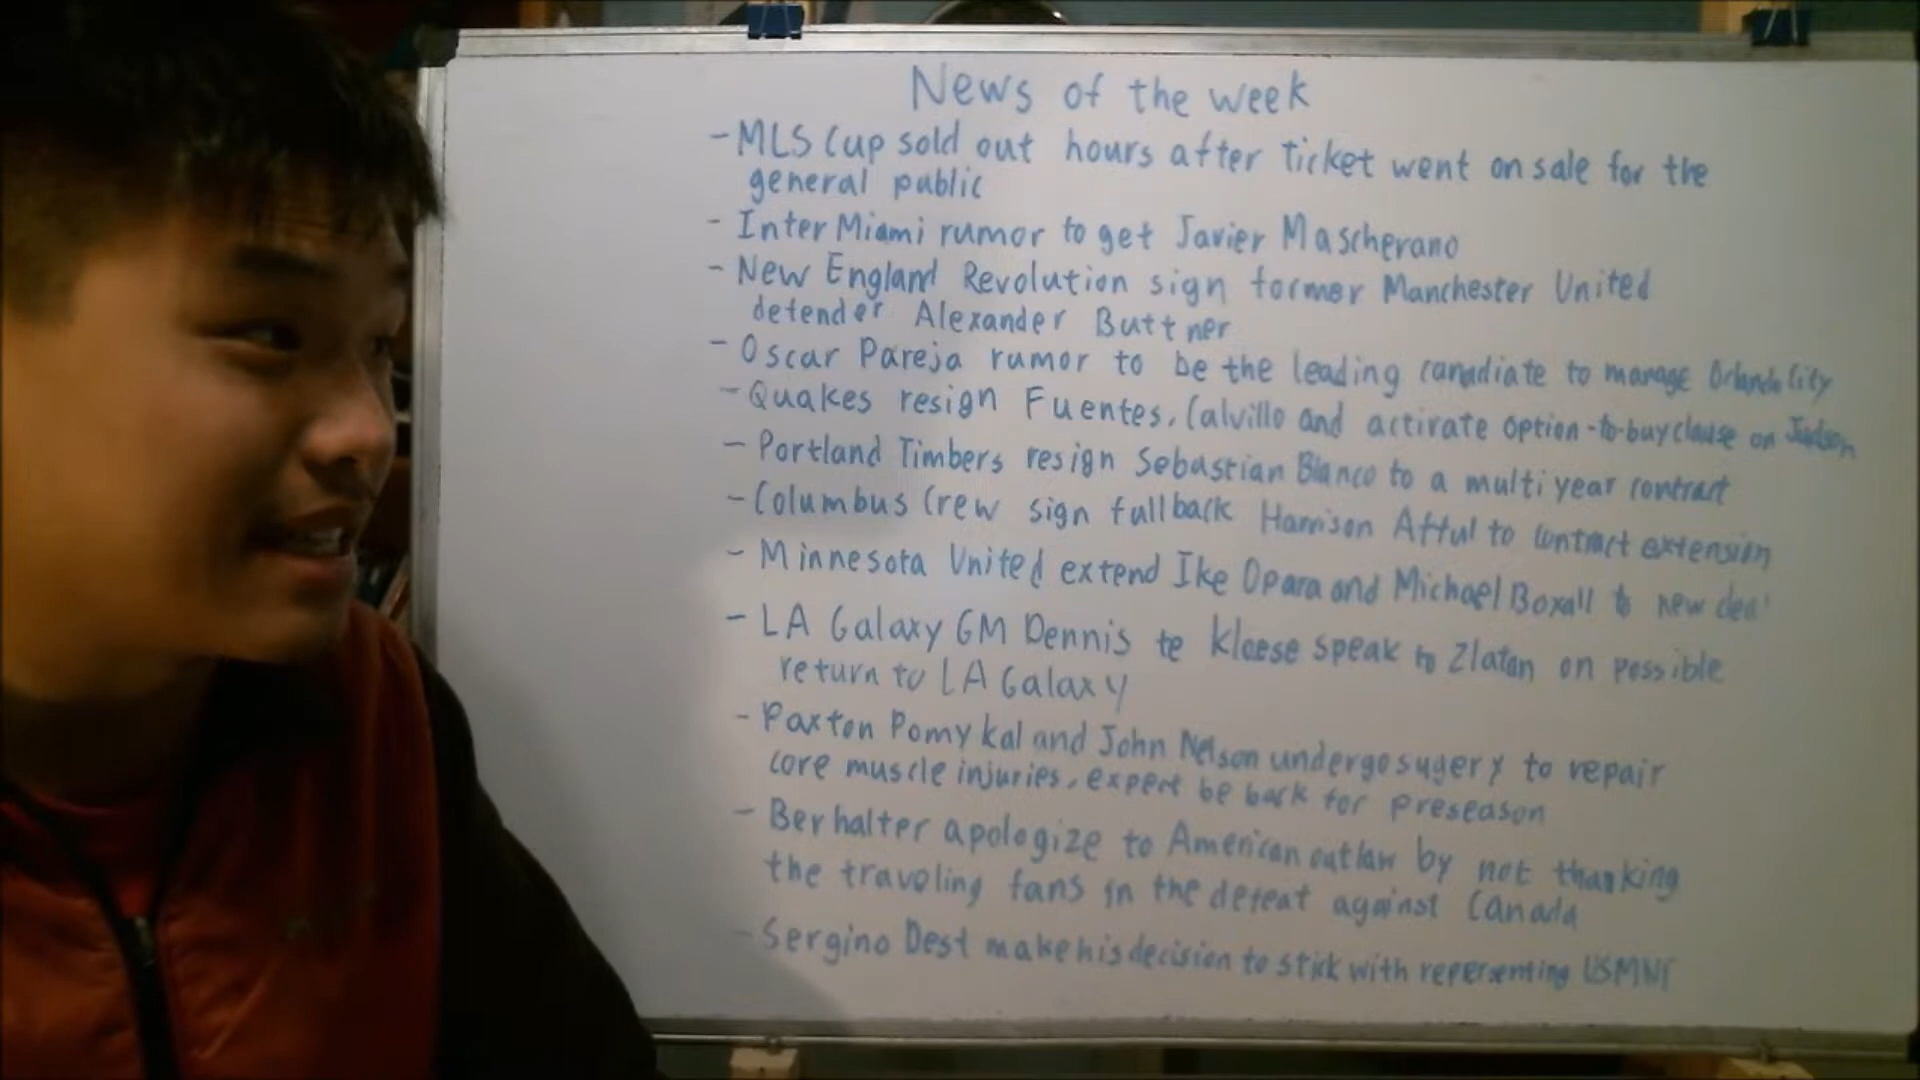 News of the week
- MLS Cup sold out hours after ticket went on sale for the
general public
- Inter Miami rumor to get Javier Mascherano
- New England Revolution sign former Manchester United
defender Alexander Buttner
- Oscar Pareja rumor to be the leading canadiate to manage Orlando City
- Quakes resign Fuentes, Calvillo and activate option-to-buy clause on Judson
- Portland Timbers resign Sebastian Blanco to a multi year contract
- Columbus Crew sign fullback Harrison Afful to contract extension
- Minnesota United extend Ike Opara and Michael Boxall to new deal
- LA Galaxy GM Dennis te kloese speak to Zlatan on possible
return to LA Galaxy
- Paxton Pomykal and John Nelson undergo sugery to repair
core muscle injuries, expect be back for preseason
- Berhalter apologize to American outlaw by not thanking
the traveling fans in the defeat against Canada
- Sergino Dest make his decision to stick with repersenting USMNT